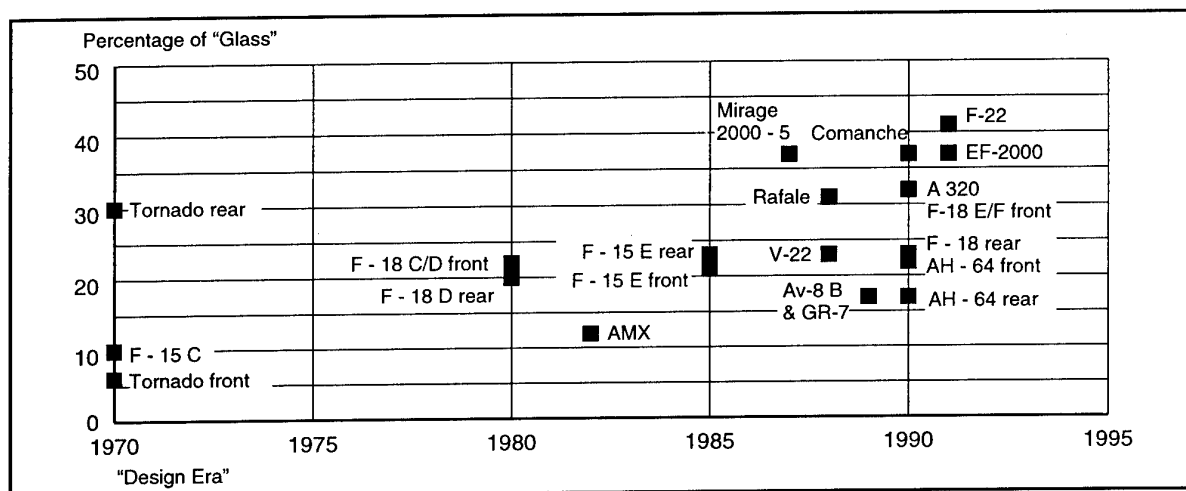 Percentage of “Glass”
50
40
30
20
10
0
Mirage
2000 - 5
Comanche
F-22
EF-2000
Rafale
A 320
F-18 E/F front
Tornado rear
F - 18 C/D front
F - 18 D rear
F - 15 E rear
F - 15 E front
V-22
F - 18 rear
AH - 64 front
Av-8 B
& GR-7
AH - 64 rear
AMX
F - 15 C
Tornado front
1970
1975
1980
1985
1990
1995
“Design Era”